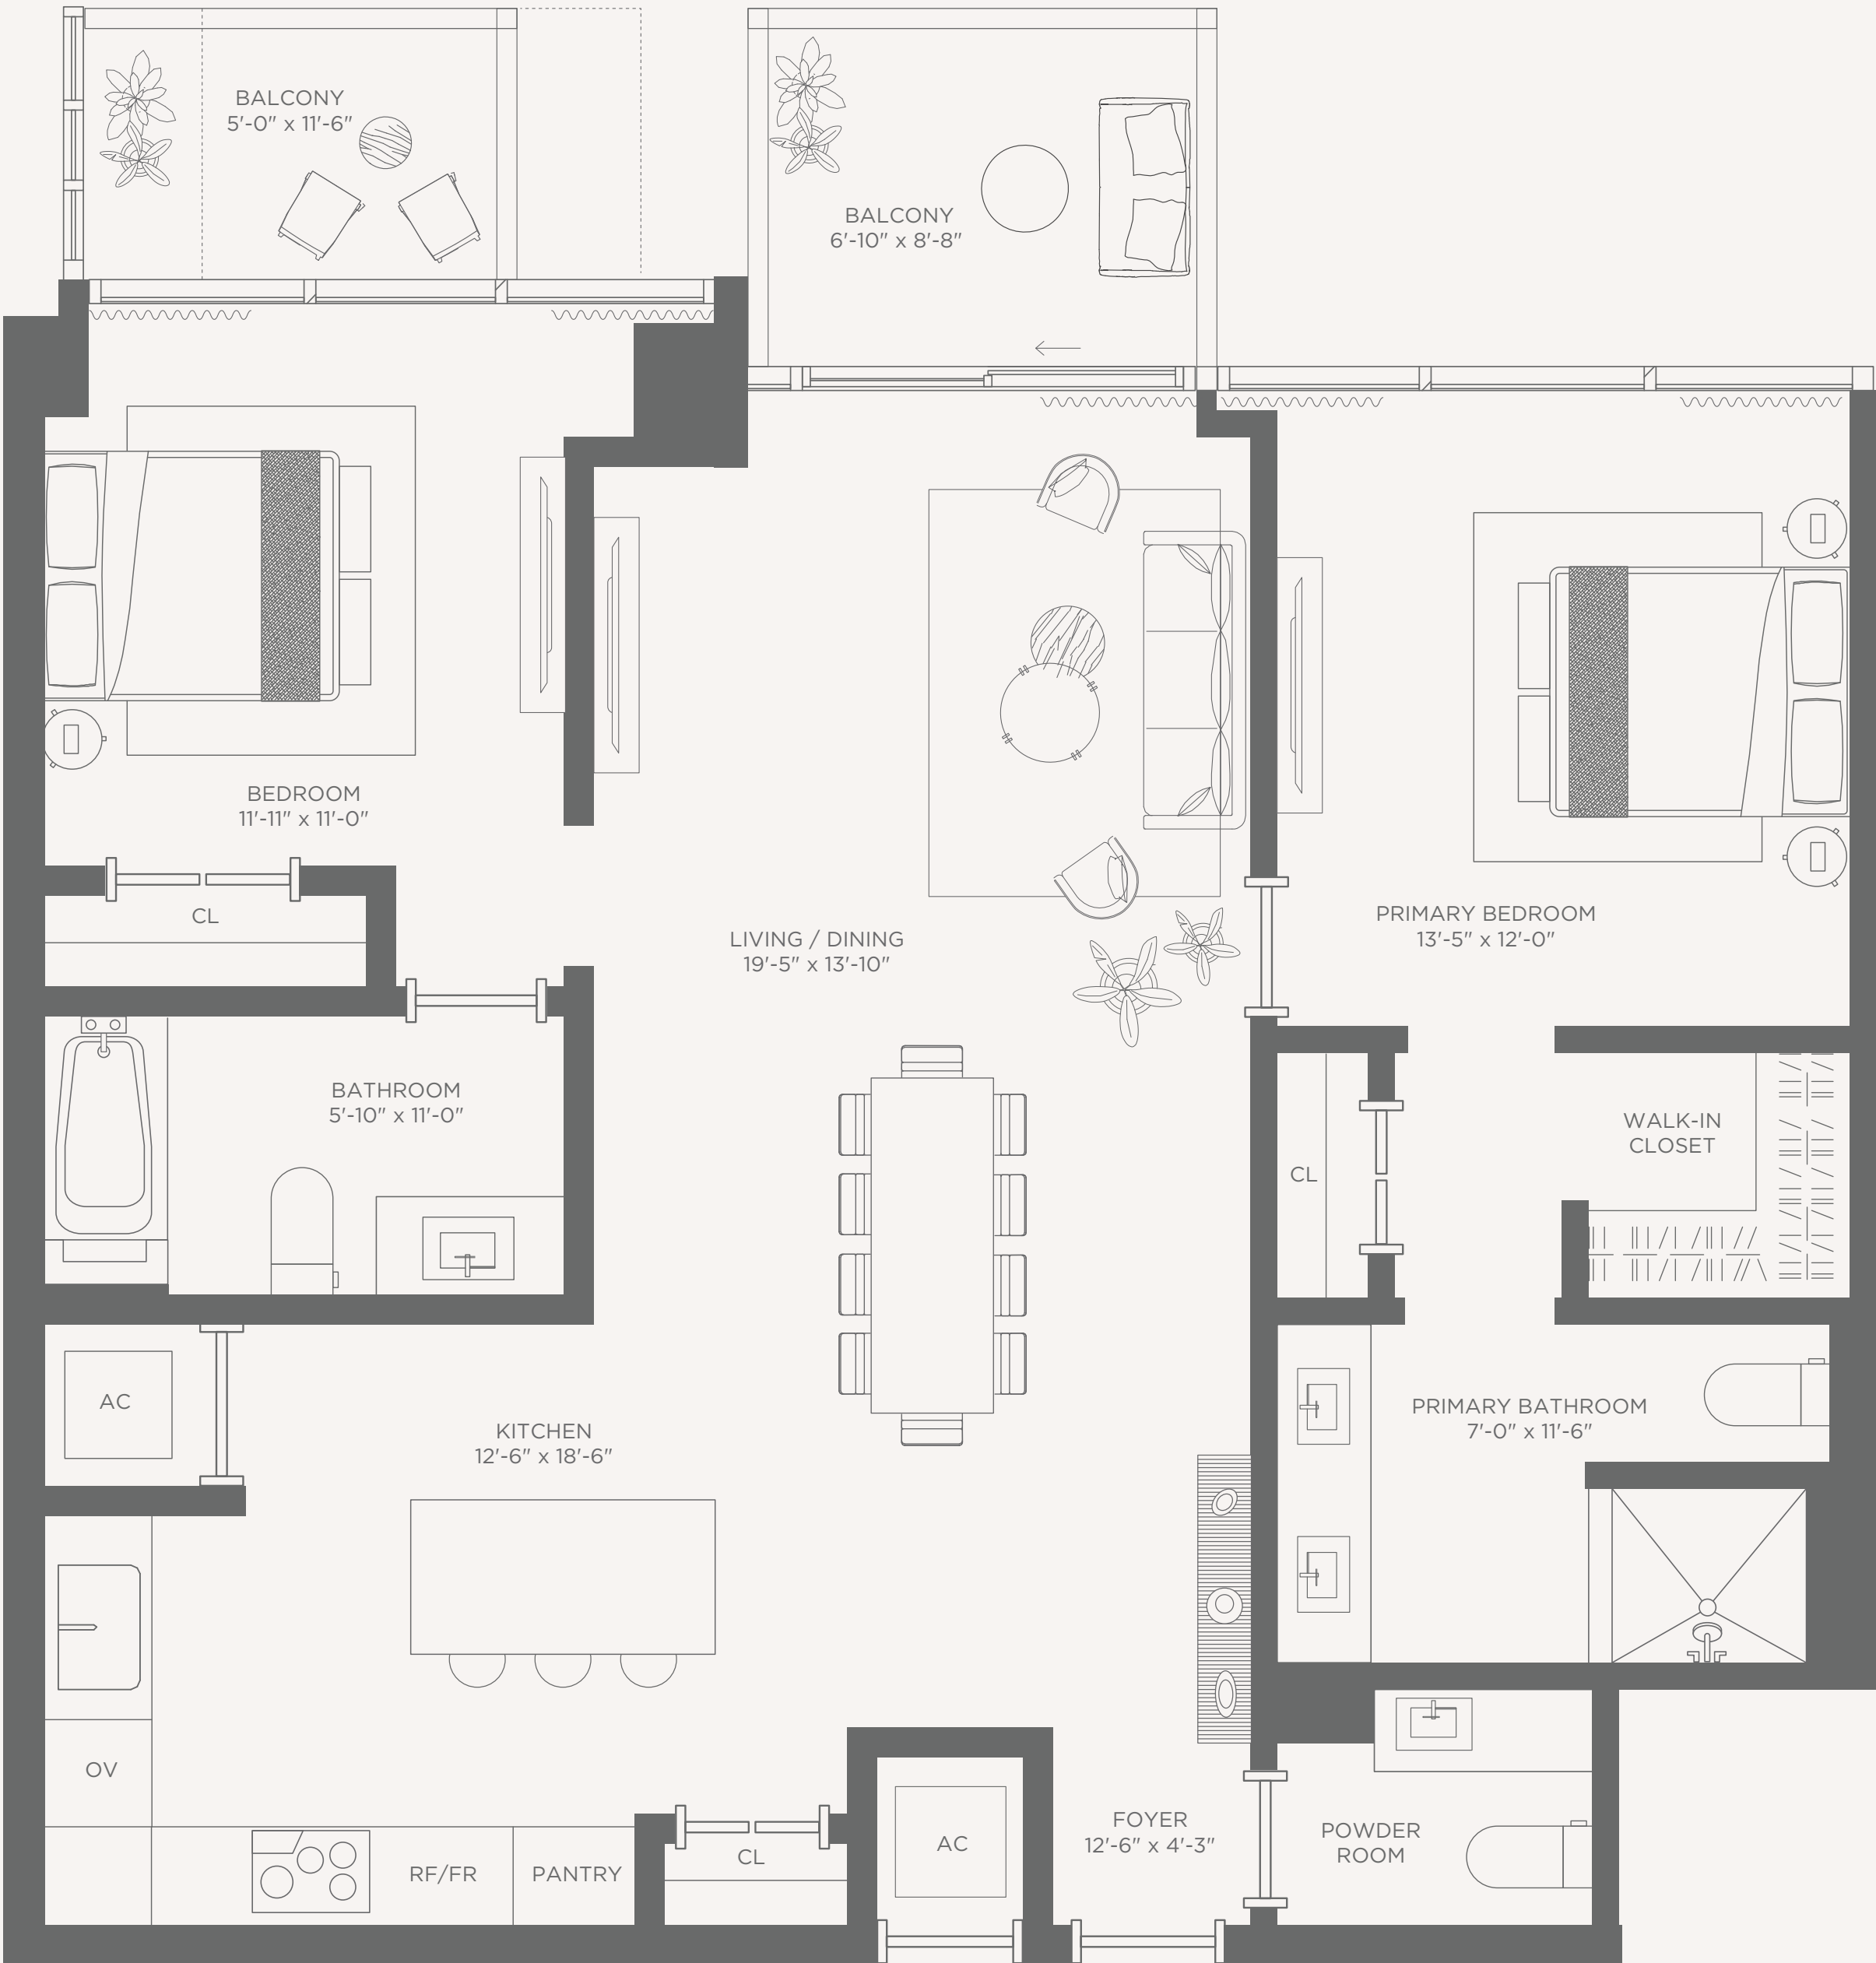 BALCONY
5'-0" x 11'-6"
BALCONY
6'-10" x 8'-8"
BEDROOM
11'-11" x 11'-0"
CL
LIVING / DINING
19'-5" x 13'-10"
PRIMARY BEDROOM
13'-5" x 12'-0"
BATHROOM
5'-10" x 11'-0"
WALK-IN
CLOSET
CL
AC
KITCHEN
12'-6" x 18'-6"
PRIMARY BATHROOM
7'-0" x 11'-6"
OV
RF/FR
PANTRY
CL
AC
FOYER
12'-6" x 4'-3"
POWDER
ROOM